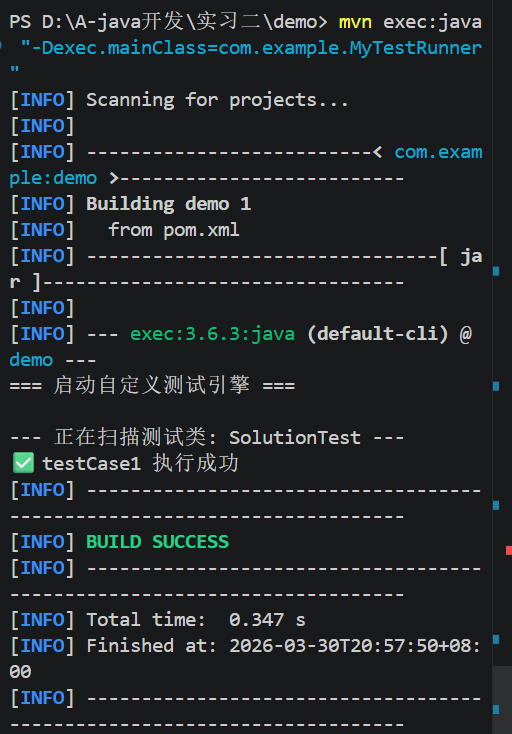 PS D:\A-java开发\实习二\demo> mvn exec:java
"-Dexec.mainClass=com.example.MyTestRunner
"
[INFO] Scanning for projects...
[INFO]
[INFO] --------------------------< com.exam
ple:demo >--------------------------
[INFO] Building demo 1
[INFO]   from pom.xml
[INFO] --------------------------------[ ja
r ]---------------------------------
[INFO]
[INFO] --- exec:3.6.3:java (default-cli) @
demo ---
=== 启动自定义测试引擎 ===

--- 正在扫描测试类: SolutionTest ---
✅ testCase1 执行成功
[INFO] ------------------------------------
------------------------------------
[INFO] BUILD SUCCESS
[INFO] ------------------------------------
------------------------------------
[INFO] Total time:  0.347 s
[INFO] Finished at: 2026-03-30T20:57:50+08:
00
[INFO] ------------------------------------
------------------------------------